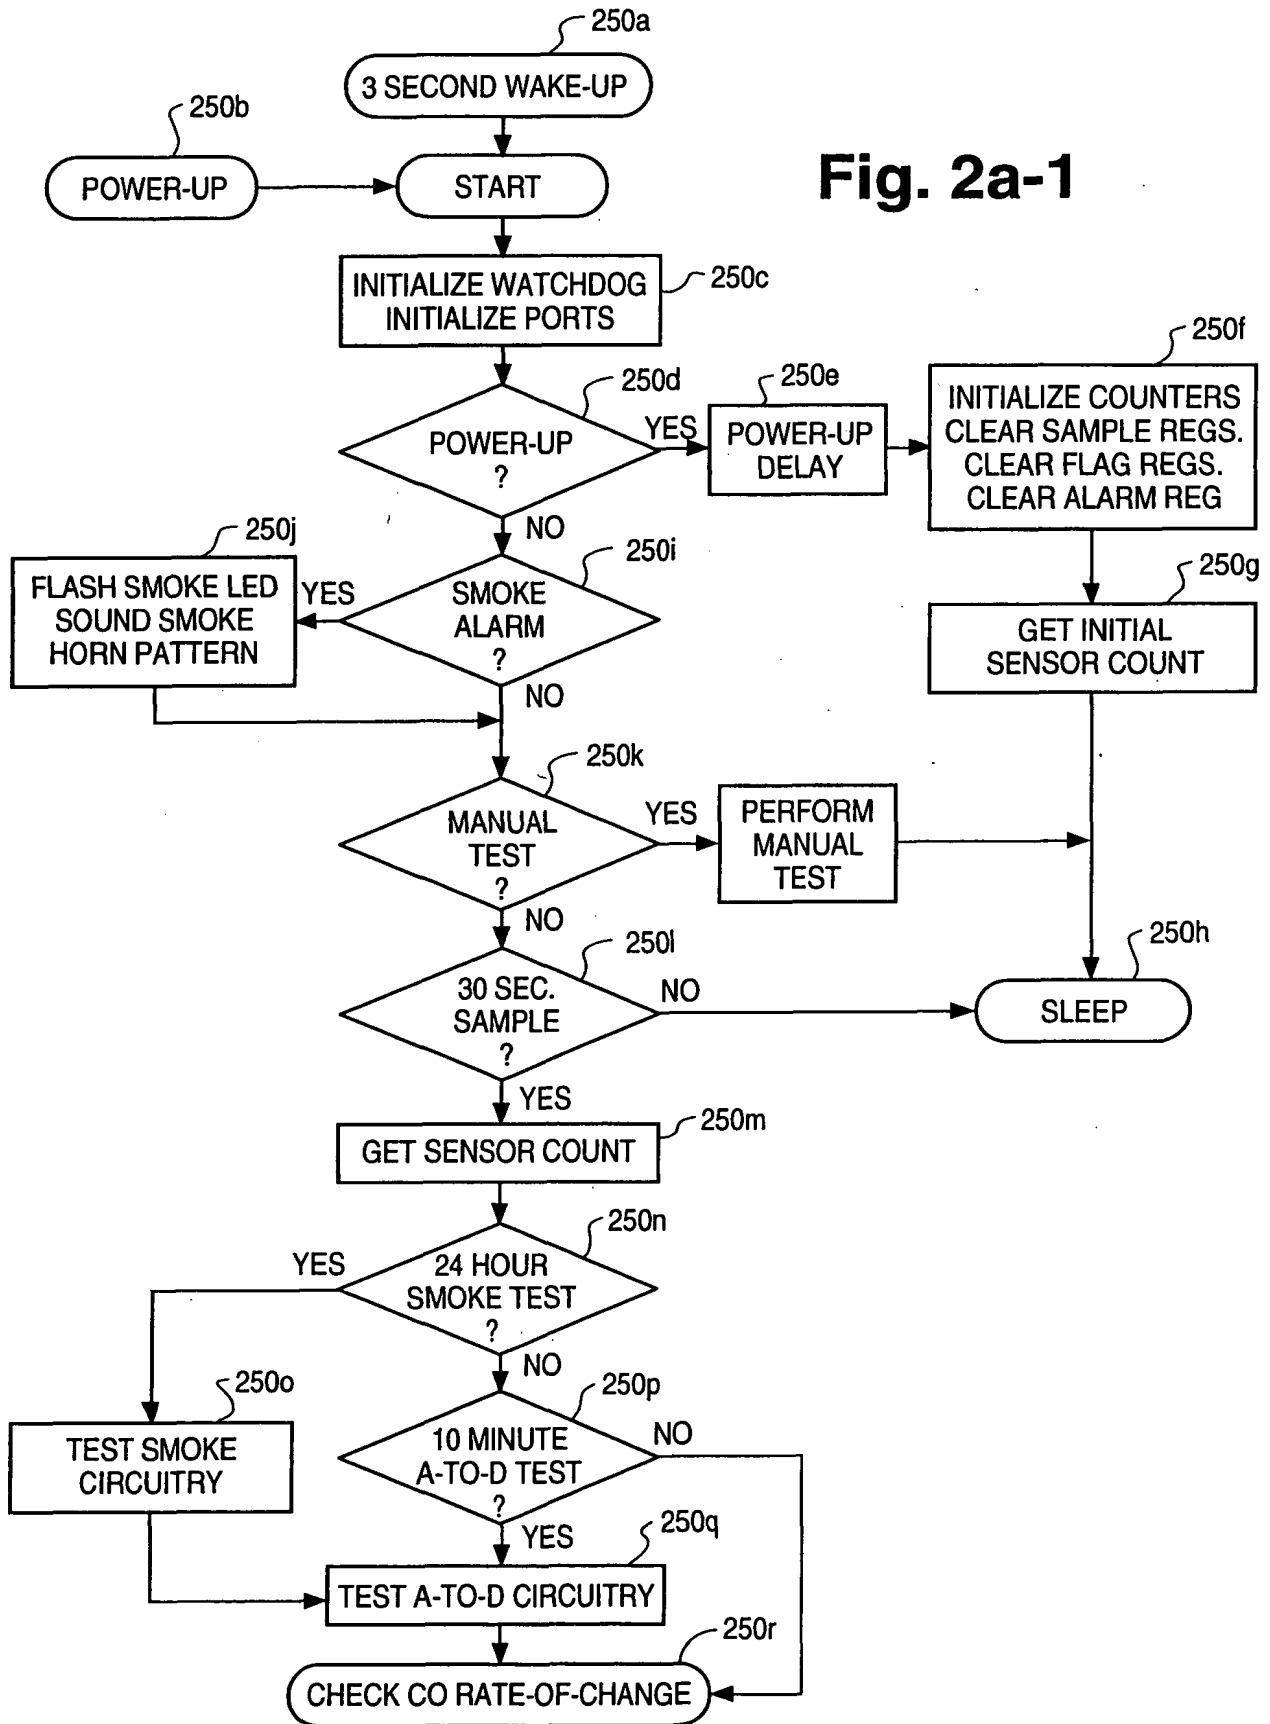 250a
3 SECOND WAKE-UP
250b
POWER-UP
START
Fig. 2a-1
INITIALIZE WATCHDOG
INITIALIZE PORTS
250c
250d
POWER-UP
?
YES
NO
250e
POWER-UP
DELAY
250f
INITIALIZE COUNTERS
CLEAR SAMPLE REGS.
CLEAR FLAG REGS.
CLEAR ALARM REG
250g
GET INITIAL
SENSOR COUNT
250j
FLASH SMOKE LED
SOUND SMOKE
HORN PATTERN
YES
250i
SMOKE
ALARM
?
NO
250k
MANUAL
TEST
?
YES
NO
PERFORM
MANUAL
TEST
250l
30 SEC.
SAMPLE
?
NO
YES
250h
SLEEP
250m
GET SENSOR COUNT
250n
24 HOUR
SMOKE TEST
?
YES
NO
250o
TEST SMOKE
CIRCUITRY
250p
10 MINUTE
A-TO-D TEST
?
NO
YES
250q
TEST A-TO-D CIRCUITRY
250r
CHECK CO RATE-OF-CHANGE